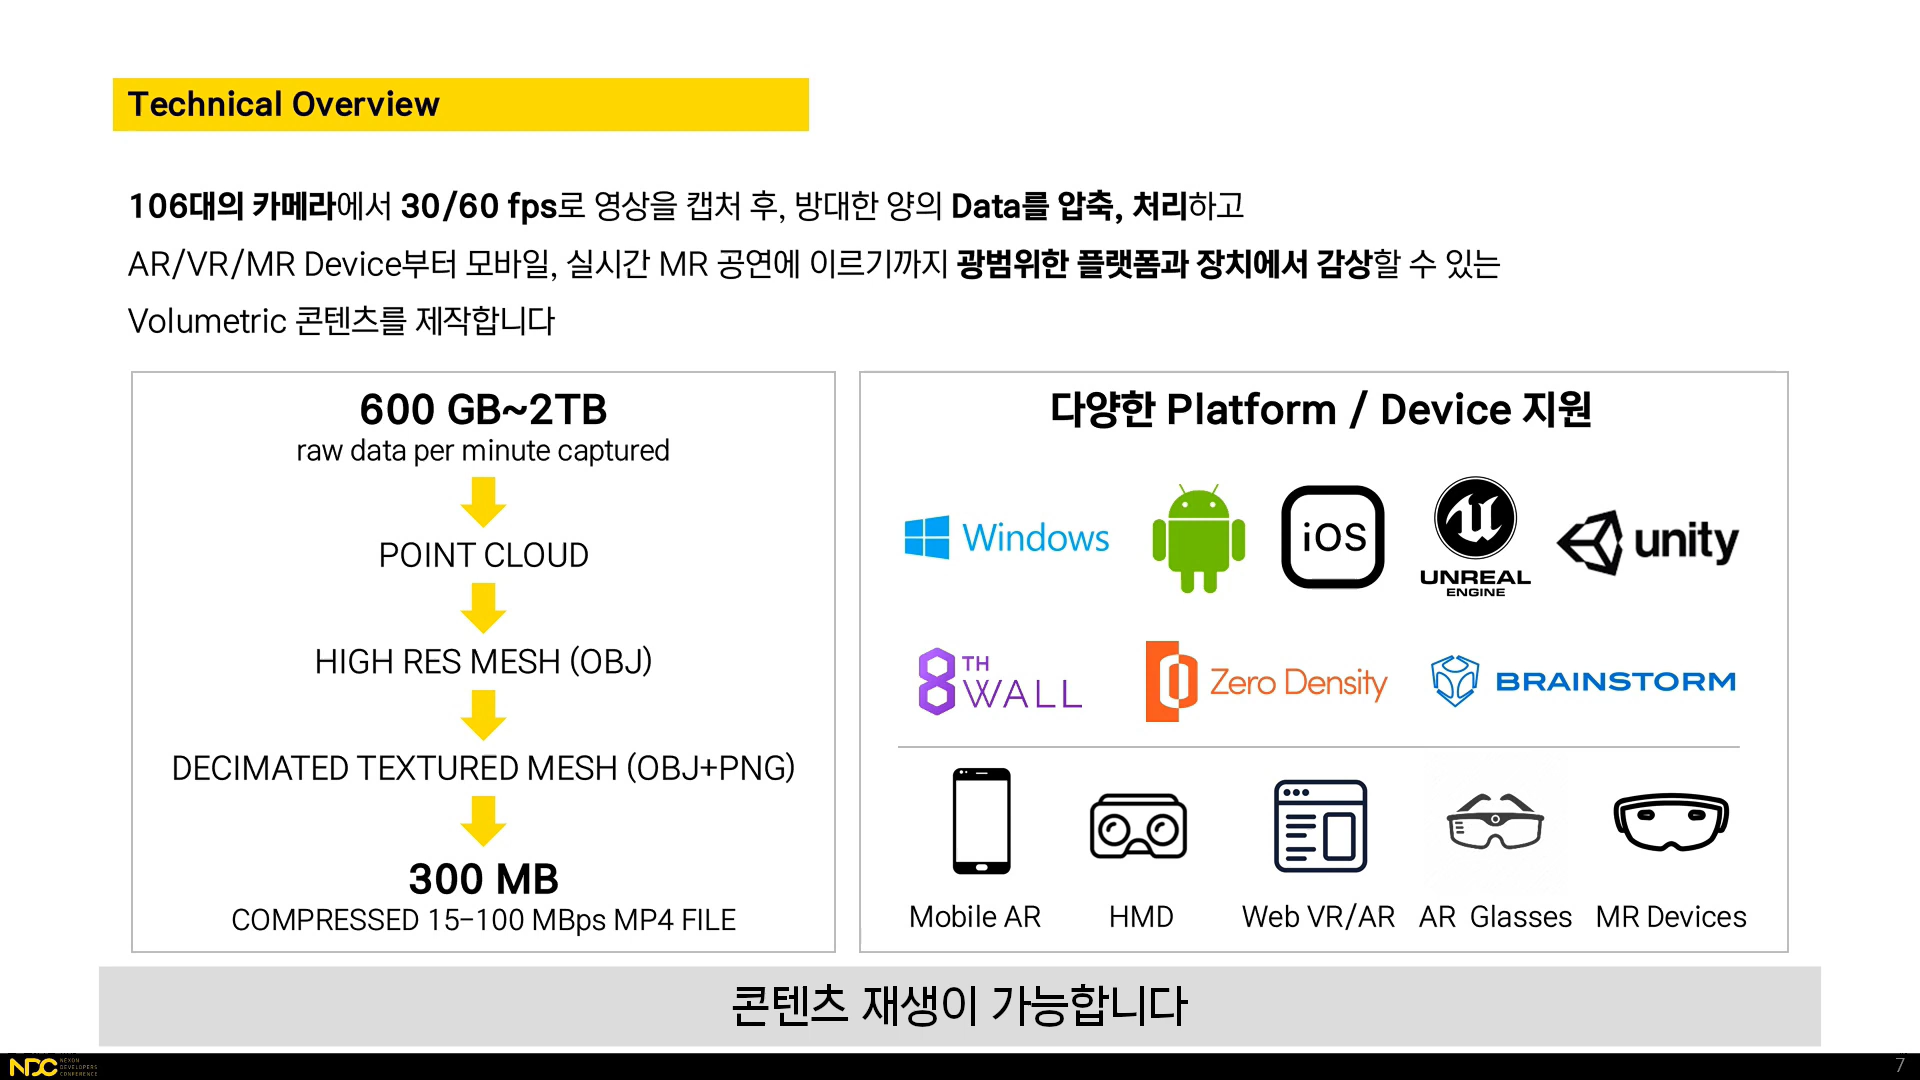 Technical Overview
106대의 카메라에서 30/60 fps로 영상을 캡처 후, 방대한 양의 Data를 압축, 처리하고
AR/VR/MR Device부터 모바일, 실시간 MR 공연에 이르기까지 광범위한 플랫폼과 장치에서 감상할 수 있는
Volumetric 콘텐츠를 제작합니다
600 GB~2TB
raw data per minute captured
POINT CLOUD
HIGH RES MESH (OBJ)
DECIMATED TEXTURED MESH (OBJ+PNG)
300 MB
COMPRESSED 15-100 MBps MP4 FILE
다양한 Platform / Device 지원
Windows
iOS
UNREAL
ENGINE
unity
8TH
WALL
Zero Density
BRAINSTORM
Mobile AR
HMD
Web VR/AR
AR Glasses
MR Devices
콘텐츠 재생이 가능합니다
NDC
NEXON
DEVELOPERS
CONFERENCE
7